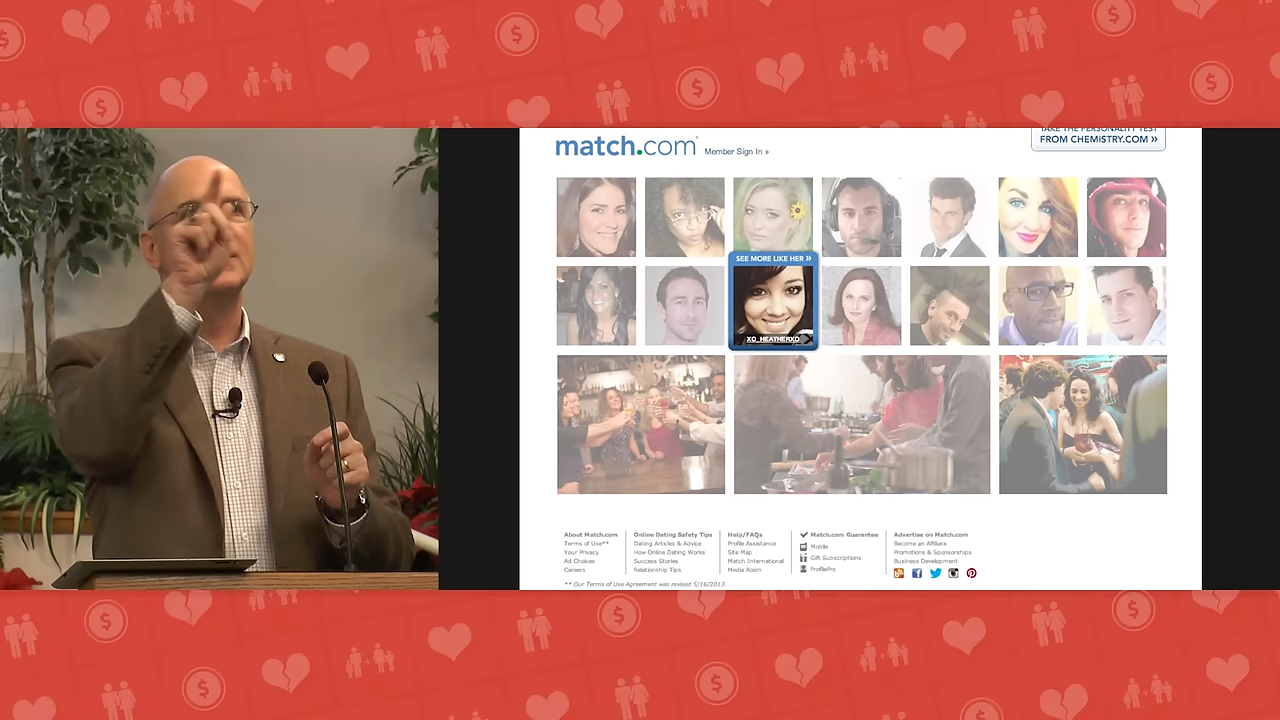 match.com
Member Sign In »
TAKE THE PERSONALITY TEST
FROM CHEMISTRY.COM »
SEE MORE LIKE HER »
XO_HEATHERXO
About Match.com
Terms of Use**
Your Privacy
Ad Choices
Careers
Online Dating Safety Tips
Dating Articles & Advice
How Online Dating Works
Success Stories
Relationship Tips
Help/FAQs
Profile Assistance
Site Map
Match International
Media Room
Match.com Guarantee
Mobile
Gift Subscriptions
ProfilePro
Advertise on Match.com
Become an Affiliate
Promotions & Sponsorships
Business Development
** Our Terms of Use Agreement was revised 5/16/2013.